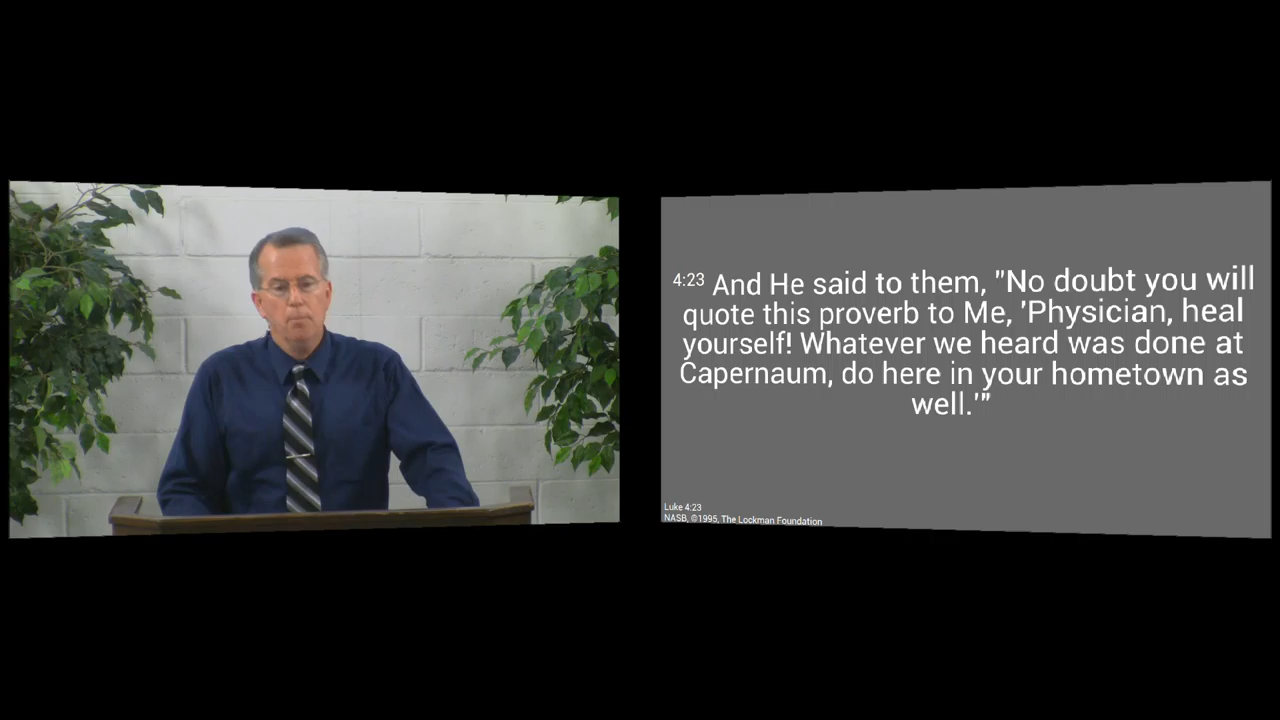 4:23 And He said to them, "No doubt you will
quote this proverb to Me, 'Physician, heal
yourself! Whatever we heard was done at
Capernaum, do here in your hometown as
well.'"
Luke 4:23
NASB, ©1995, The Lockman Foundation